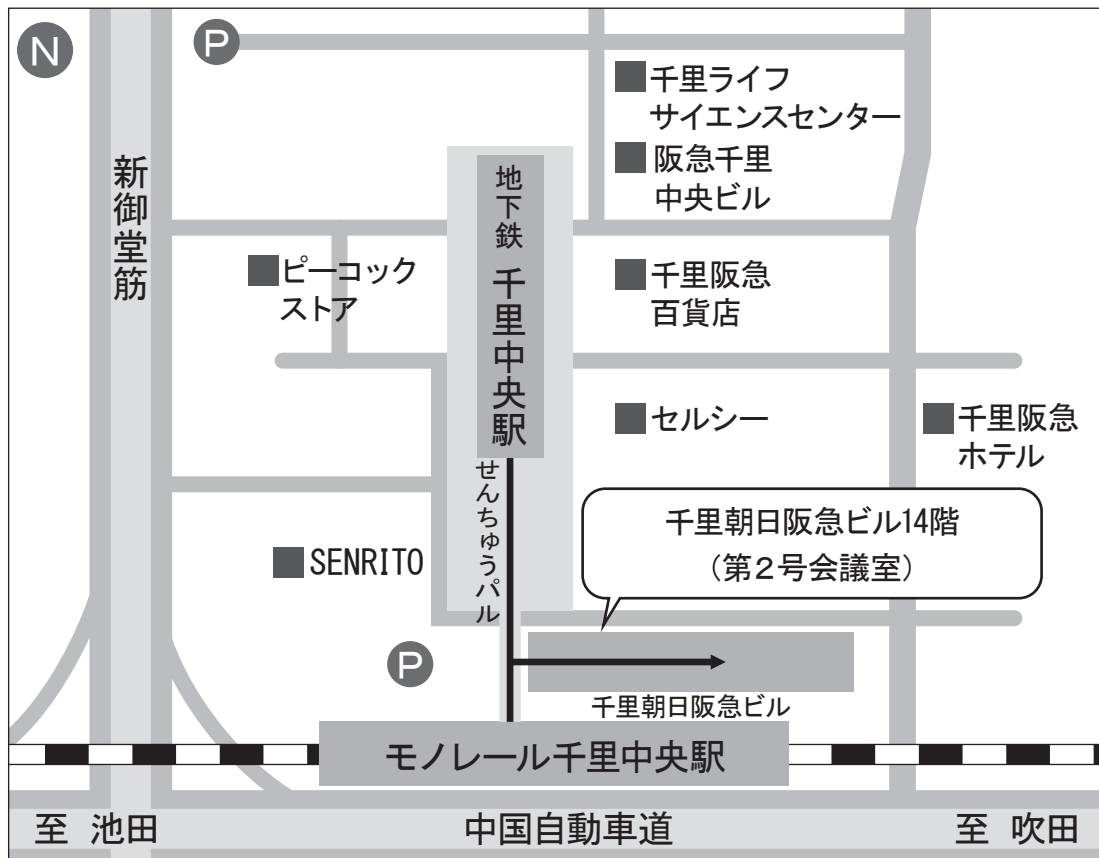 N
P
千里ライフ
サイエンスセンター
阪急千里
中央ビル
新御堂筋
地下鉄 千里中央駅
ピーコック
ストア
千里阪急
百貨店
セルシー
千里阪急
ホテル
せんちゅうパル
千里朝日阪急ビル14階
（第２号会議室）
SENRITO
P
千里朝日阪急ビル
モノレール千里中央駅
至 池田
中国自動車道
至 吹田